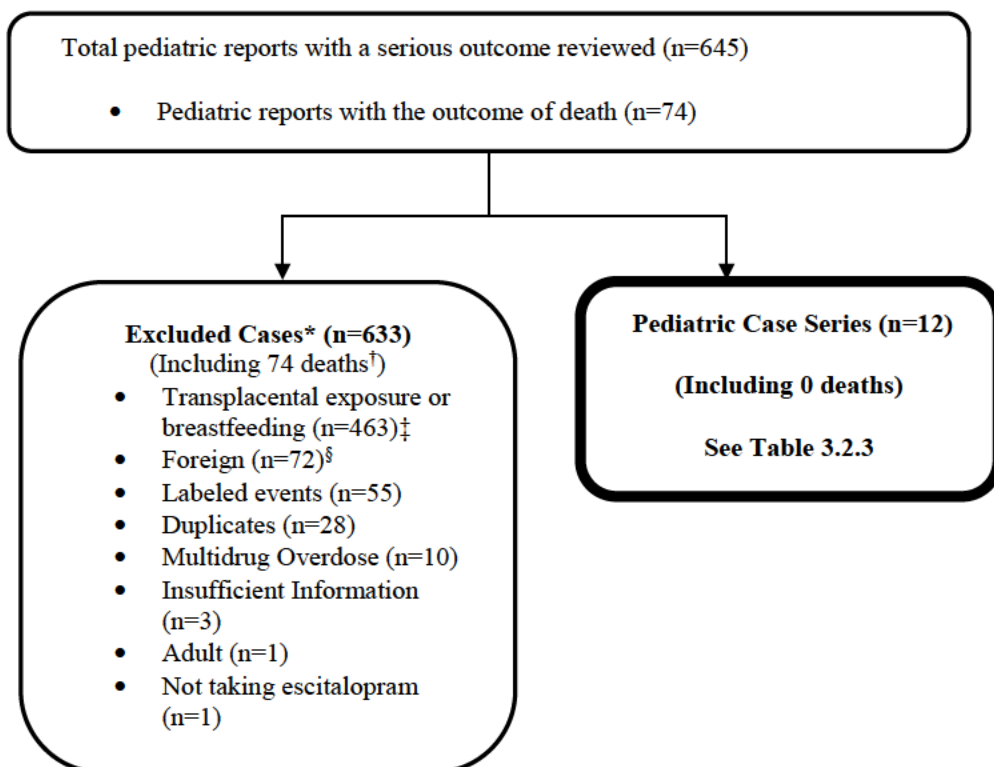 Total pediatric reports with a serious outcome reviewed (n=645)
• Pediatric reports with the outcome of death (n=74)
Excluded Cases* (n=633)
(Including 74 deaths†)
• Transplacental exposure or
breastfeeding (n=463)‡
• Foreign (n=72)§
• Labeled events (n=55)
• Duplicates (n=28)
• Multidrug Overdose (n=10)
• Insufficient Information
(n=3)
• Adult (n=1)
• Not taking escitalopram
(n=1)
Pediatric Case Series (n=12)
(Including 0 deaths)
See Table 3.2.3